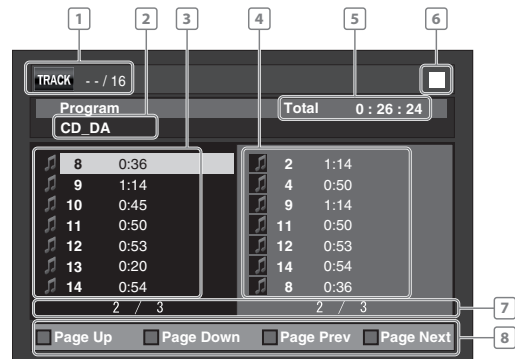 1 2 3 4 5 6
TRACK - - / 16
Program Total 0 : 26 : 24
CD_DA
8 0:36 2 1:14
9 1:14 4 0:50
10 0:45 9 1:14
11 0:50 11 0:50
12 0:53 12 0:53
13 0:20 14 0:54
14 0:54 8 0:36
2 / 3 2 / 3 7
Page Up Page Down Page Prev Page Next 8